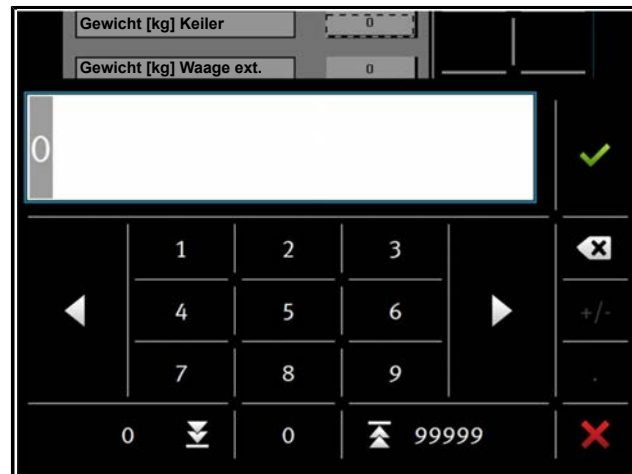 Gewicht [kg] Keiler 0
Gewicht [kg] Waage ext. 0
0
1 2 3
4 5 6 +/-
7 8 9 .
0 0 99999